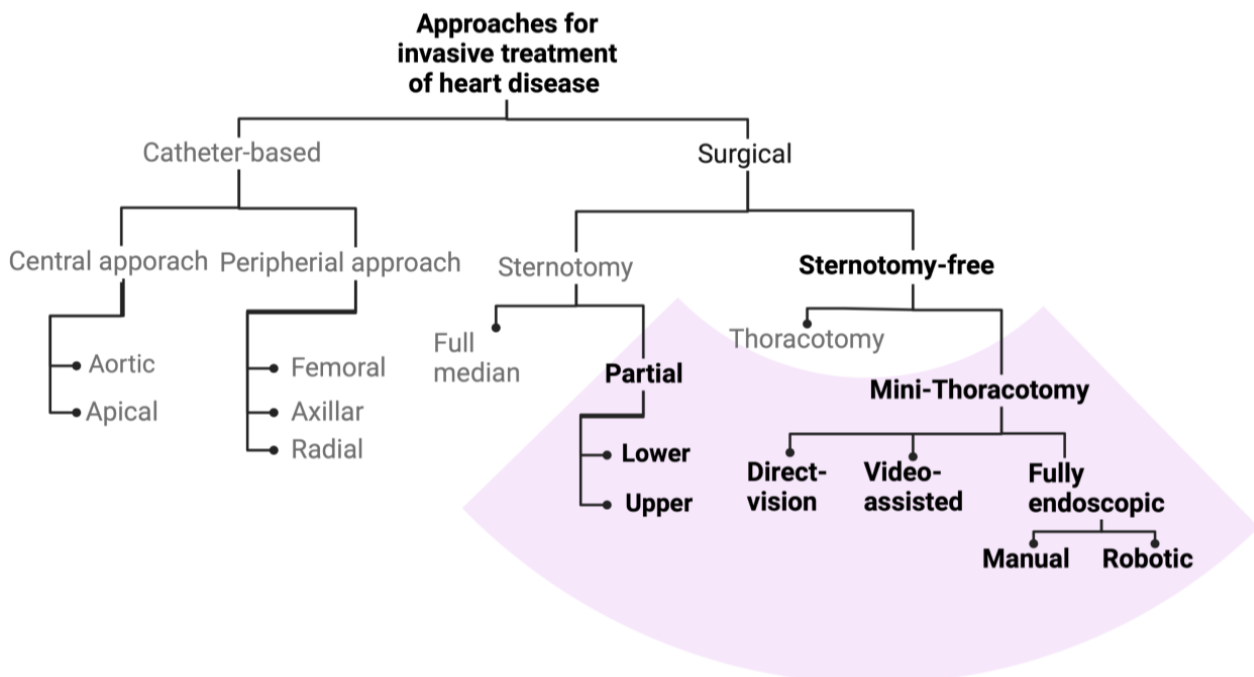 Approaches for
invasive treatment
of heart disease
Catheter-based
Surgical
Central apporach
Peripherial approach
Sternotomy
Sternotomy-free
Aortic
Apical
Femoral
Axillar
Radial
Full
median
Partial
Lower
Upper
Thoracotomy
Mini-Thoracotomy
Direct-
vision
Video-
assisted
Fully
endoscopic
Manual
Robotic